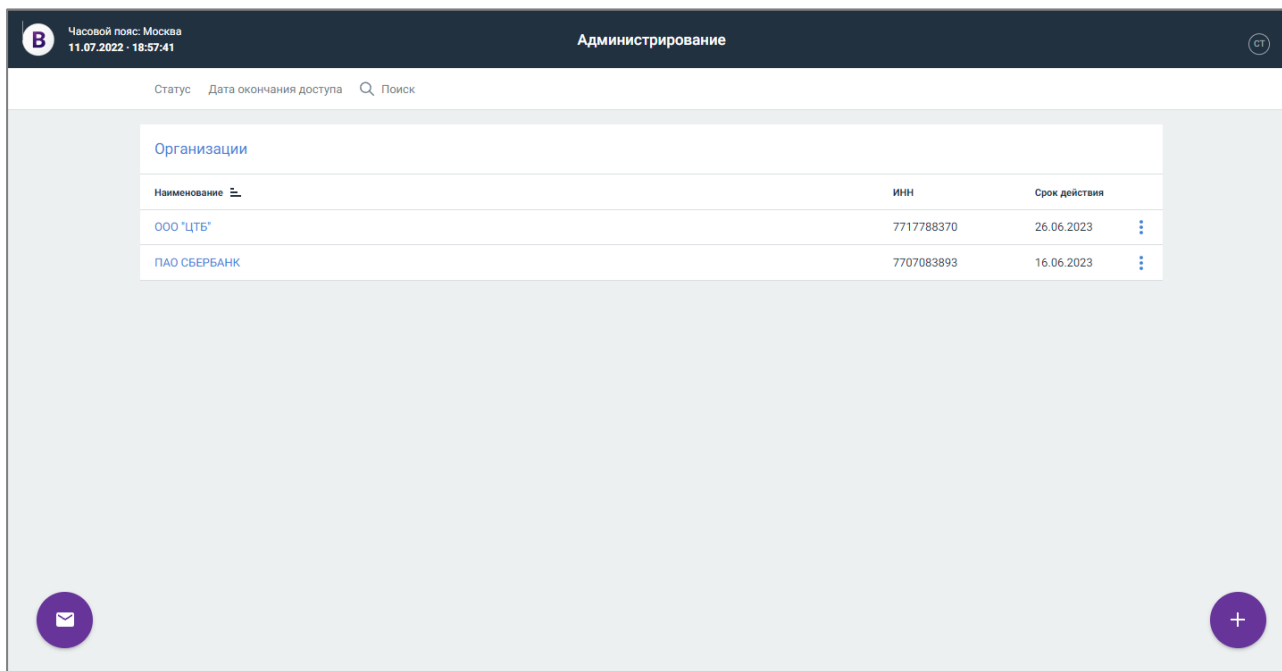 B
Часовой пояс: Москва
11.07.2022 · 18:57:41
Администрирование
СТ
Статус Дата окончания доступа Поиск
Организации
Наименование ИНН Срок действия
ООО "ЦТБ" 7717788370 26.06.2023
ПАО СБЕРБАНК 7707083893 16.06.2023